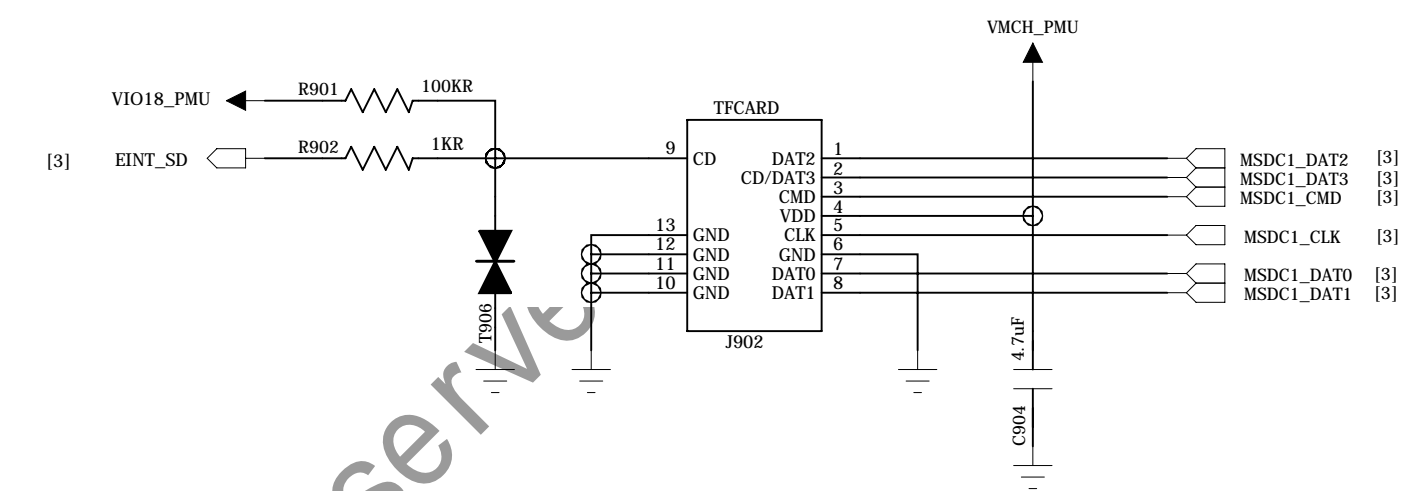 VMCH_PMU
VIO18_PMU R901 100KR
TFCARD
[3] EINT_SD R902 1KR
9 CD DAT2 1 MSDC1_DAT2 [3]
CD/DAT3 2 MSDC1_DAT3 [3]
CMD 3 MSDC1_CMD [3]
VDD 4
13 GND CLK 5 MSDC1_CLK [3]
12 GND GND 6
11 GND DAT0 7 MSDC1_DAT0 [3]
10 GND DAT1 8 MSDC1_DAT1 [3]
T906
J902
4.7uF
C904
serve